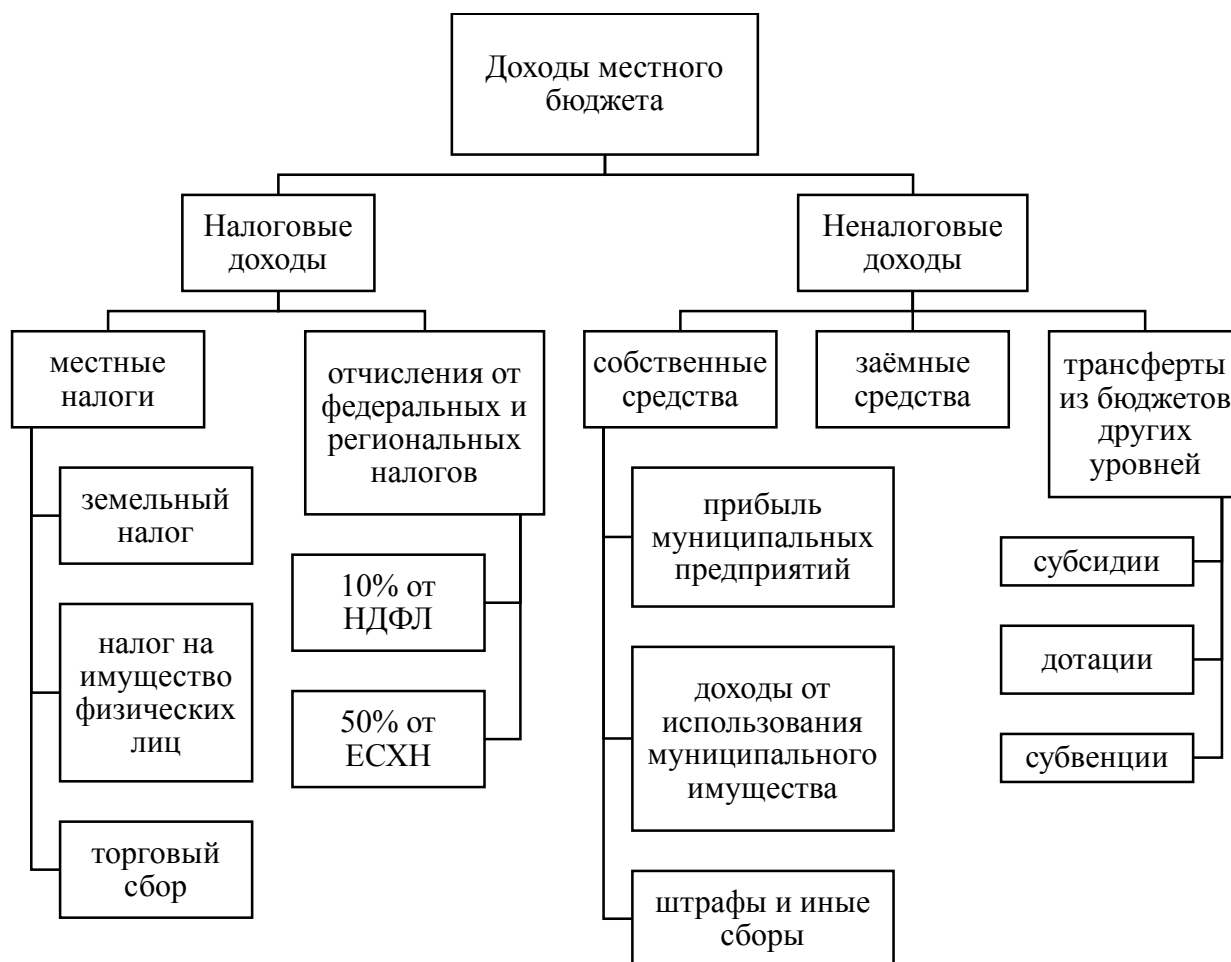 Доходы местного
бюджета
Налоговые
доходы
Неналоговые
доходы
местные
налоги
отчисления от
федеральных и
региональных
налогов
собственные
средства
заёмные
средства
трансферты
из бюджетов
других
уровней
земельный
налог
налог на
имущество
физических
лиц
торговый
сбор
10% от
НДФЛ
50% от
ЕСХН
прибыль
муниципальных
предприятий
доходы от
использования
муниципального
имущества
штрафы и иные
сборы
субсидии
дотации
субвенции